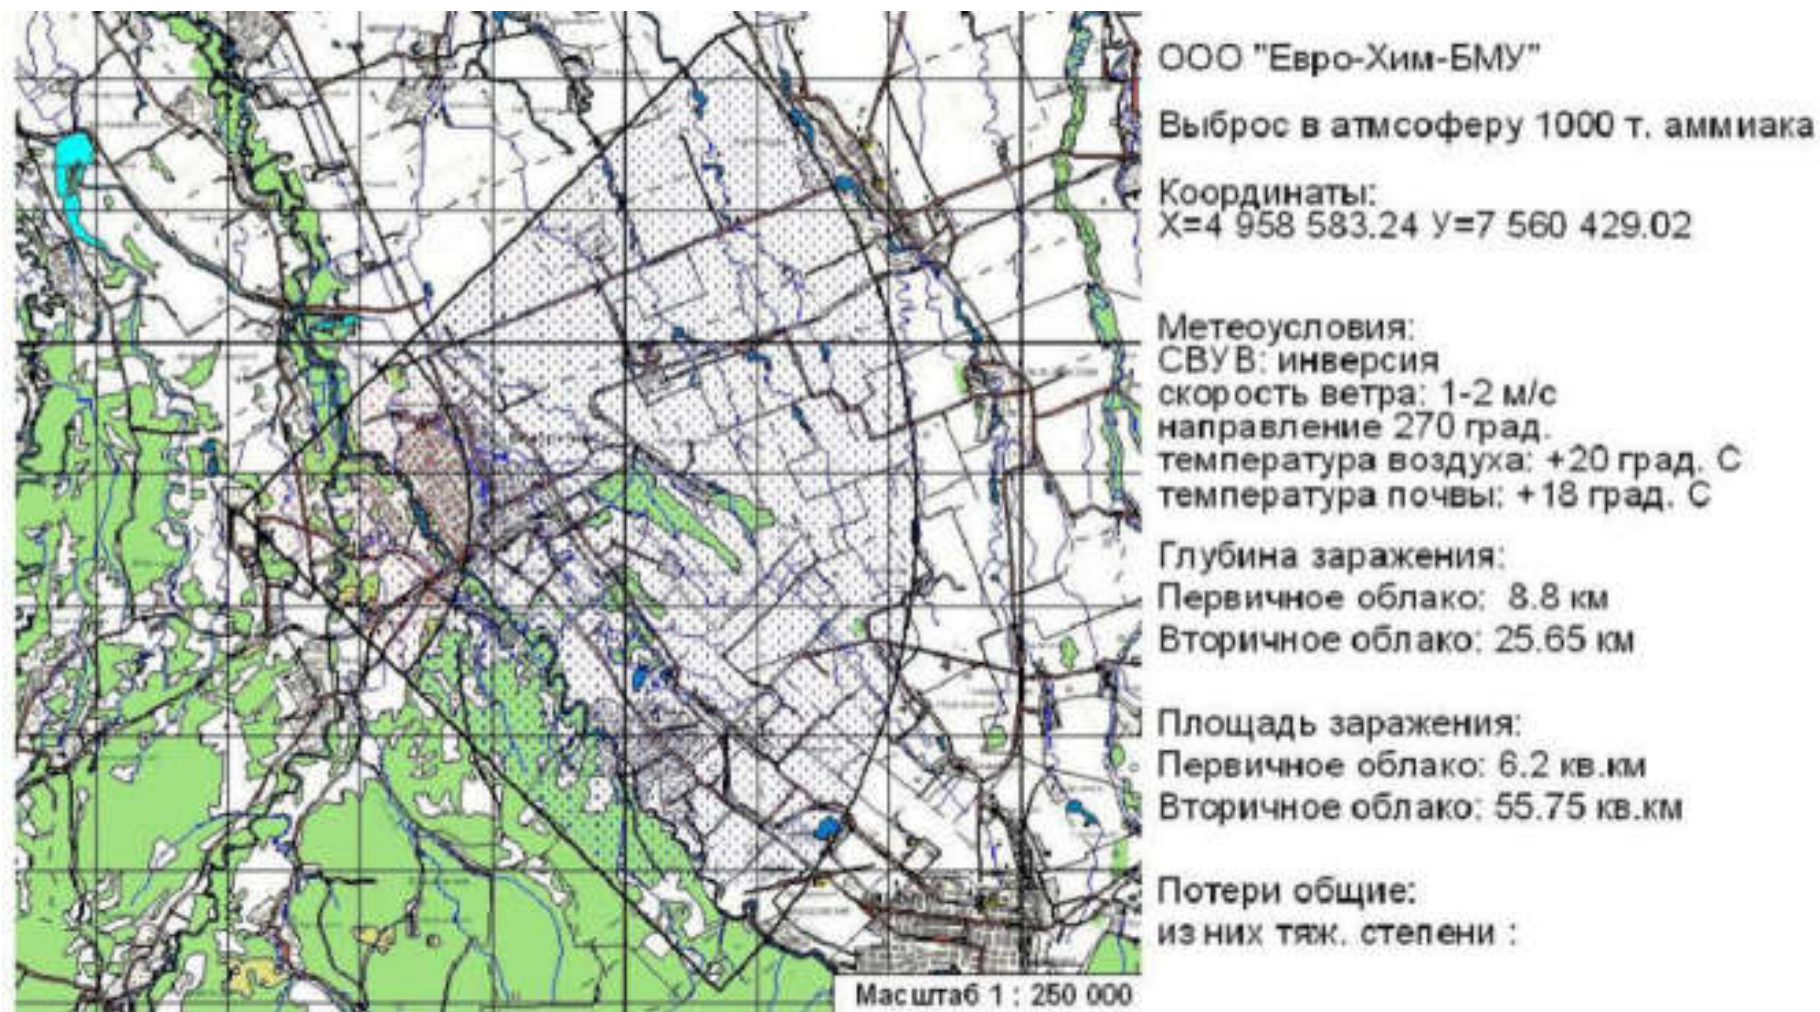 ООО "Евро-Хим-БМУ"
Выброс в атмсоферу 1000 т. аммиака
Координаты:
Х=4 958 583.24 У=7 560 429.02
Метеоусловия:
СВУВ: инверсия
скорость ветра: 1-2 м/с
направление 270 град.
температура воздуха: +20 град. С
температура почвы: +18 град. С
Глубина заражения:
Первичное облако: 8.8 км
Вторичное облако: 25.65 км
Площадь заражения:
Первичное облако: 6.2 кв.км
Вторичное облако: 55.75 кв.км
Потери общие:
из них тяж. степени :
Масштаб 1 : 250 000